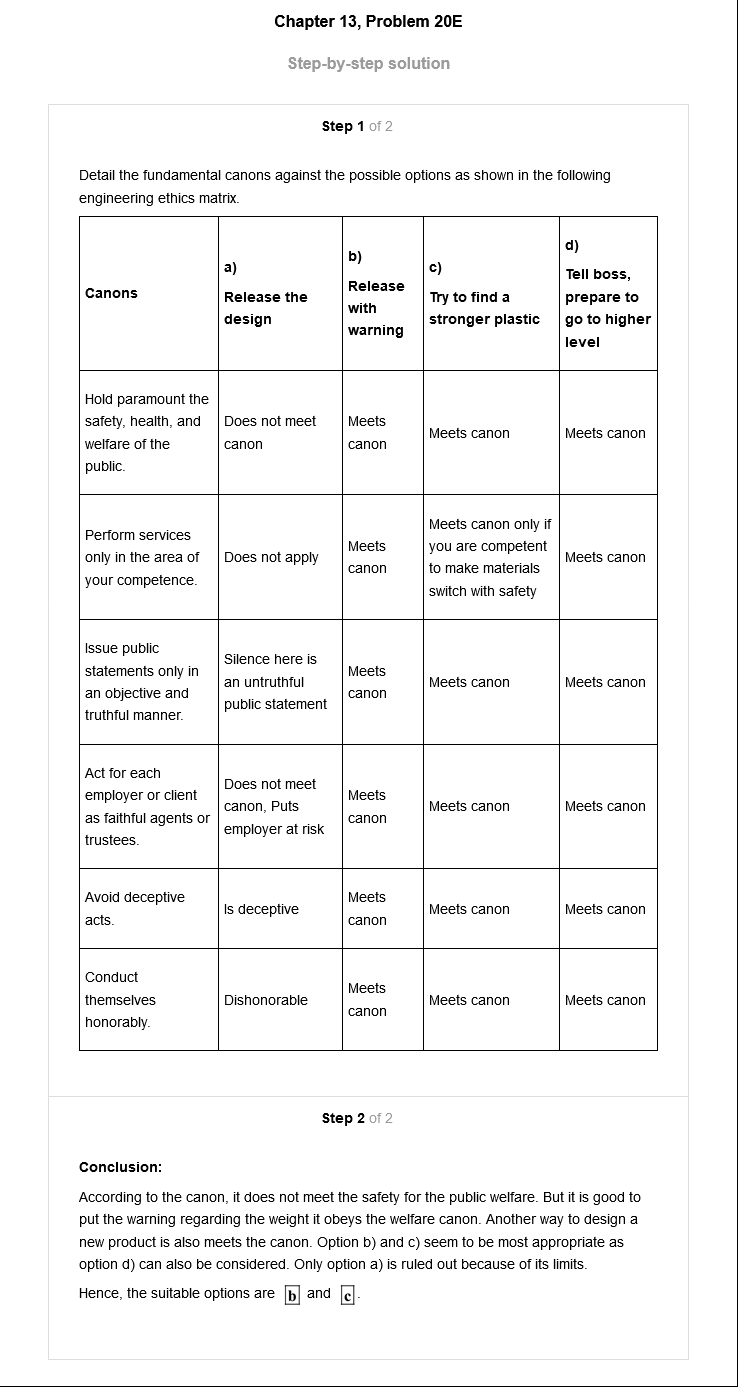 Chapter 13, Problem 20E
Step-by-step solution
Step 1 of 2
Detail the fundamental canons against the possible options as shown in the following
engineering ethics matrix.
Canons
a)
Release the
design
b)
Release
with
warning
c)
Try to find a
stronger plastic
d)
Tell boss,
prepare to
go to higher
level
Hold paramount the
safety, health, and
welfare of the
public.
Does not meet
canon
Meets
canon
Meets canon
Meets canon
Perform services
only in the area of
your competence.
Does not apply
Meets
canon
Meets canon only if
you are competent
to make materials
switch with safety
Meets canon
Issue public
statements only in
an objective and
truthful manner.
Silence here is
an untruthful
public statement
Meets
canon
Meets canon
Meets canon
Act for each
employer or client
as faithful agents or
trustees.
Does not meet
canon, Puts
employer at risk
Meets
canon
Meets canon
Meets canon
Avoid deceptive
acts.
Is deceptive
Meets
canon
Meets canon
Meets canon
Conduct
themselves
honorably.
Dishonorable
Meets
canon
Meets canon
Meets canon
Step 2 of 2
Conclusion:
According to the canon, it does not meet the safety for the public welfare. But it is good to
put the warning regarding the weight it obeys the welfare canon. Another way to design a
new product is also meets the canon. Option b) and c) seem to be most appropriate as
option d) can also be considered. Only option a) is ruled out because of its limits.
Hence, the suitable options are b and c.